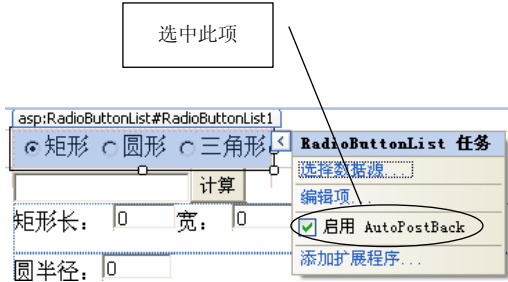 选中此项
asp:RadioButtonList#RadioButtonList1
矩形 圆形 三角形
RadioButtonList 任务
选择数据源...
计算
编辑项...
矩形长： 0 宽： 0
启用 AutoPostBack
添加扩展程序...
圆半径： 0